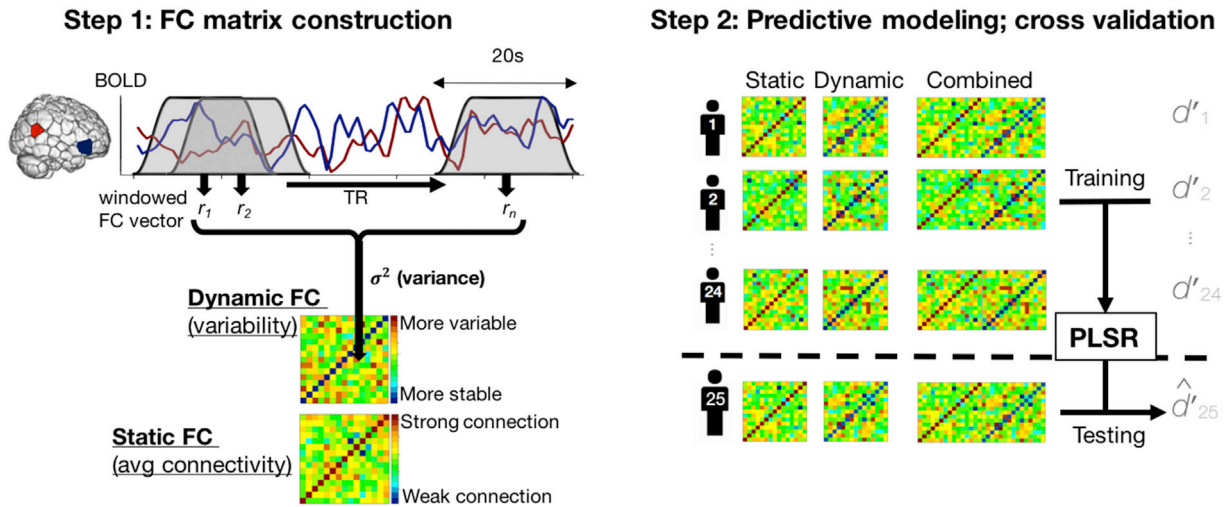 Step 1: FC matrix construction
BOLD
20s
windowed
FC vector
r1
r2
TR
rn
σ² (variance)
Dynamic FC
(variability)
More variable
More stable
Static FC
(avg connectivity)
Strong connection
Weak connection
Step 2: Predictive modeling; cross validation
Static Dynamic Combined
1
d′1
2
Training
d′2
...
⋮
24
d′24
PLSR
25
d̂′25
Testing